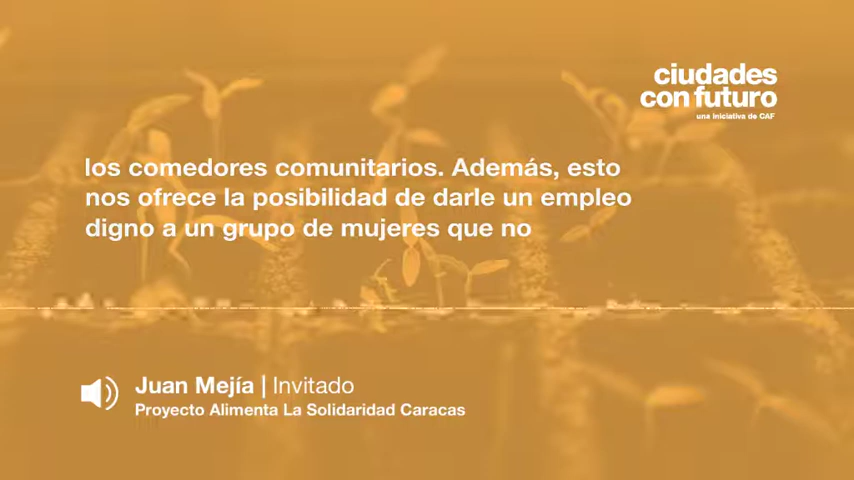 ciudades
con futuro
una iniciativa de CAF
los comedores comunitarios. Además, esto
nos ofrece la posibilidad de darle un empleo
digno a un grupo de mujeres que no
Juan Mejía | Invitado
Proyecto Alimenta La Solidaridad Caracas